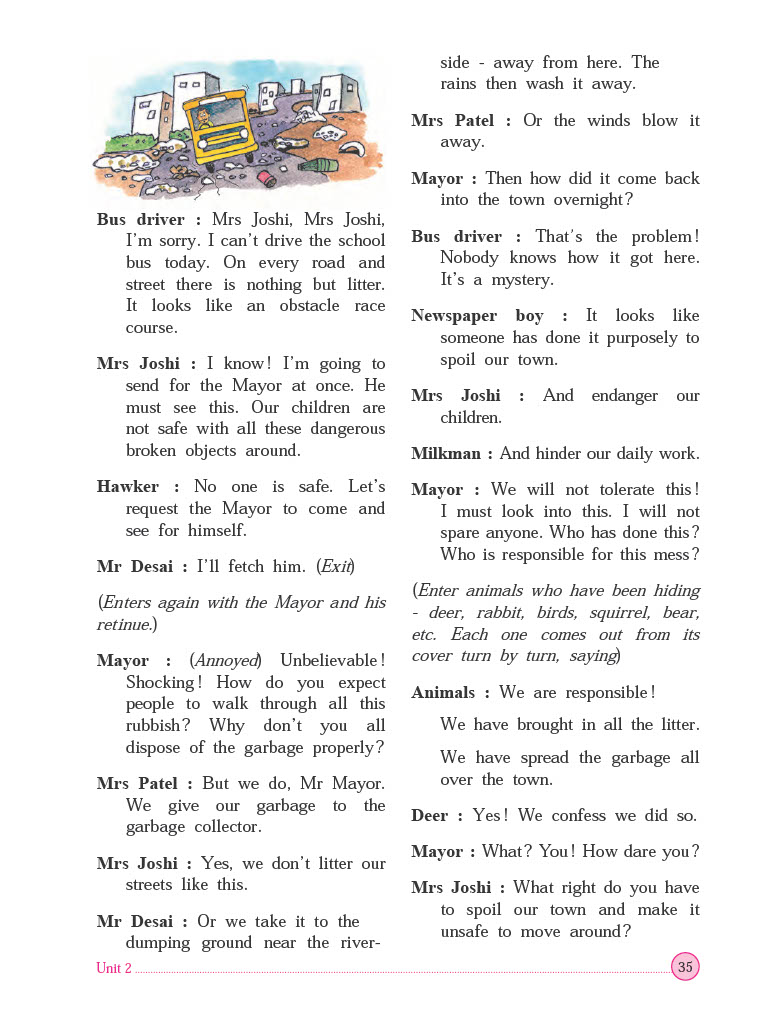 Bus driver : Mrs Joshi, Mrs Joshi,
I'm sorry. I can't drive the school
bus today. On every road and
street there is nothing but litter.
It looks like an obstacle race
course.
Mrs Joshi : I know! I'm going to
send for the Mayor at once. He
must see this. Our children are
not safe with all these dangerous
broken objects around.
Hawker : No one is safe. Let's
request the Mayor to come and
see for himself.
Mr Desai : I'll fetch him. (Exit)
(Enters again with the Mayor and his
retinue.)
Mayor : (Annoyed) Unbelievable!
Shocking! How do you expect
people to walk through all this
rubbish? Why don't you all
dispose of the garbage properly?
Mrs Patel : But we do, Mr Mayor.
We give our garbage to the
garbage collector.
Mrs Joshi : Yes, we don't litter our
streets like this.
Mr Desai : Or we take it to the
dumping ground near the river-
side - away from here. The
rains then wash it away.
Mrs Patel : Or the winds blow it
away.
Mayor : Then how did it come back
into the town overnight?
Bus driver : That's the problem!
Nobody knows how it got here.
It's a mystery.
Newspaper boy : It looks like
someone has done it purposely to
spoil our town.
Mrs Joshi : And endanger our
children.
Milkman : And hinder our daily work.
Mayor : We will not tolerate this!
I must look into this. I will not
spare anyone. Who has done this?
Who is responsible for this mess?
(Enter animals who have been hiding
- deer, rabbit, birds, squirrel, bear,
etc. Each one comes out from its
cover turn by turn, saying)
Animals : We are responsible!
We have brought in all the litter.
We have spread the garbage all
over the town.
Deer : Yes! We confess we did so.
Mayor : What? You! How dare you?
Mrs Joshi : What right do you have
to spoil our town and make it
unsafe to move around?
Unit 2
35